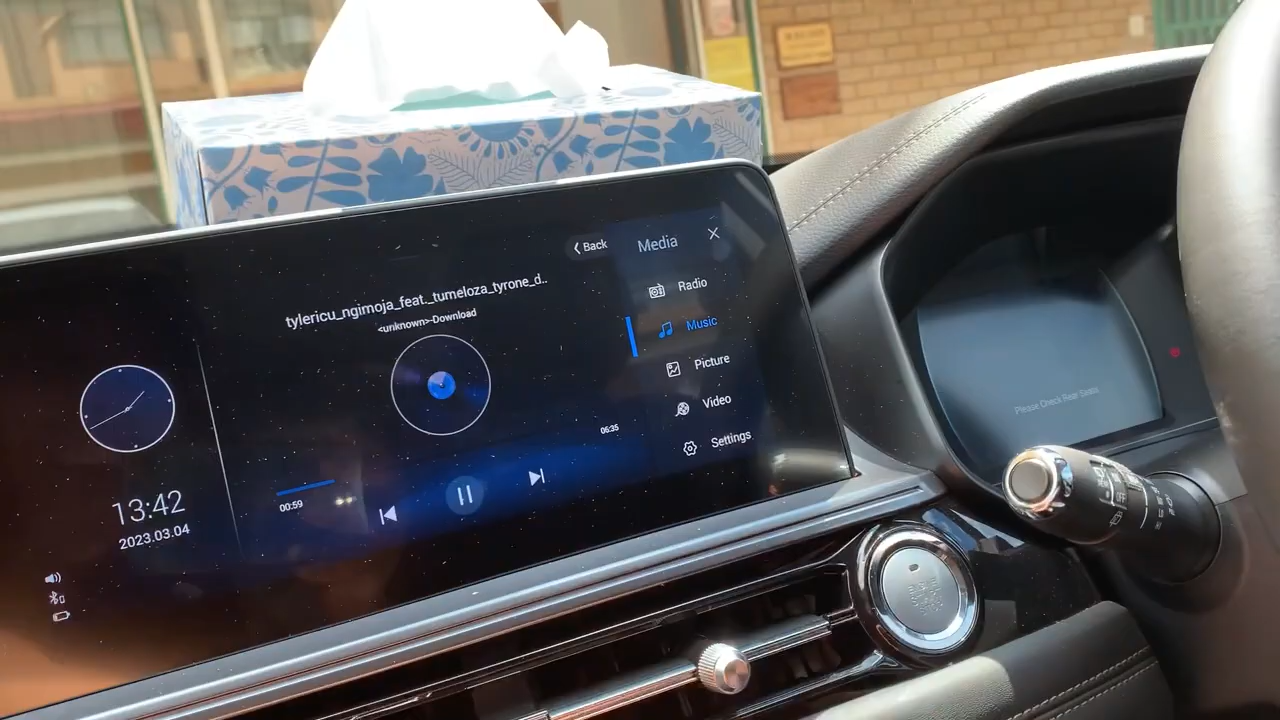 Back
Media
tylericu_ngimoja_feat._tumeloza_tyrone_d..
<unknown>-Download
Radio
Music
Picture
Video
Settings
06:35
00:59
13:42
2023.03.04
Please Check Rear Seats